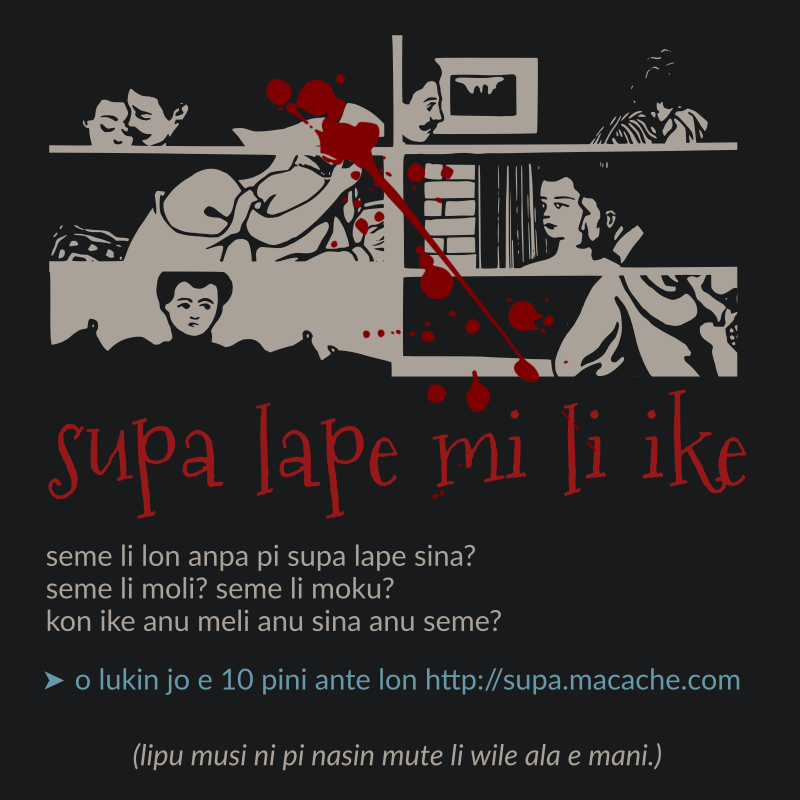 supa lape mi li ike
seme li lon anpa pi supa lape sina?
seme li moli? seme li moku?
kon ike anu meli anu sina anu seme?
➤ o lukin jo e 10 pini ante lon http://supa.macache.com
(lipu musi ni pi nasin mute li wile ala e mani.)